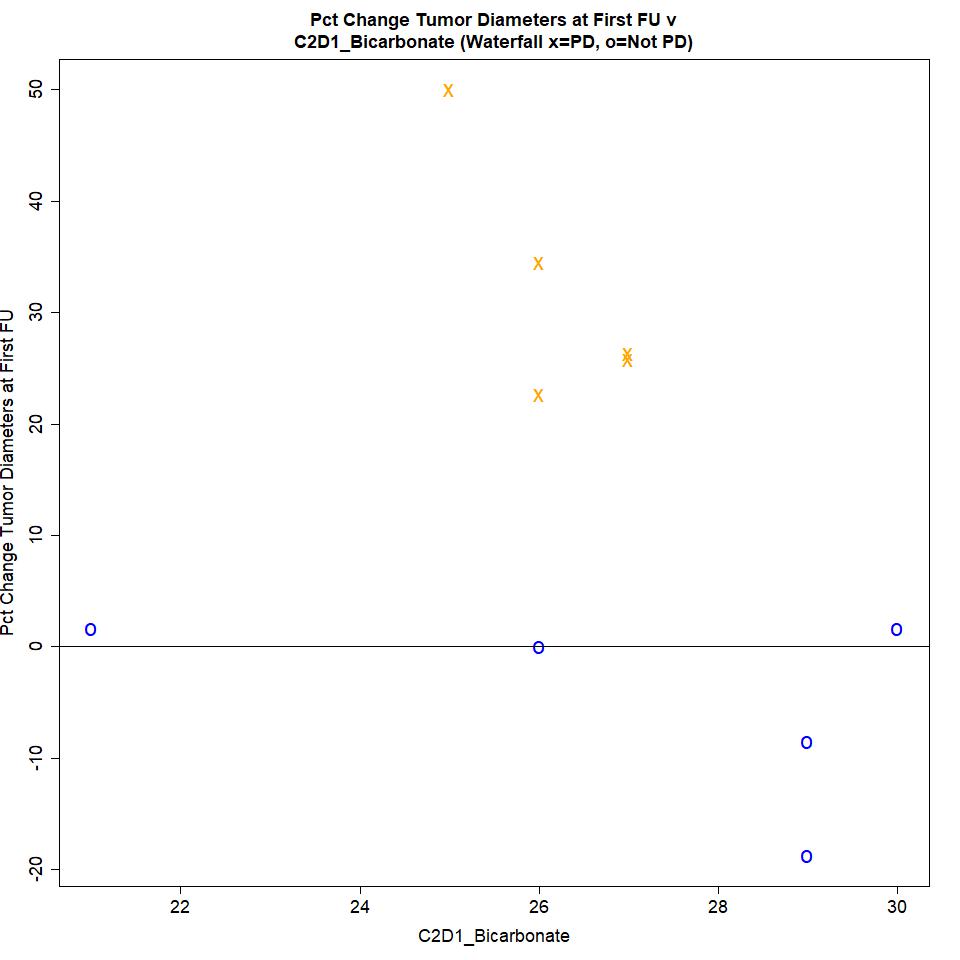 Pct Change Tumor Diameters at First FU v
C2D1_Bicarbonate (Waterfall x=PD, o=Not PD)
Pct Change Tumor Diameters at First FU
50
40
30
20
10
0
-10
-20
x
x
x
x
x
o
o
o
o
o
22
24
26
28
30
C2D1_Bicarbonate